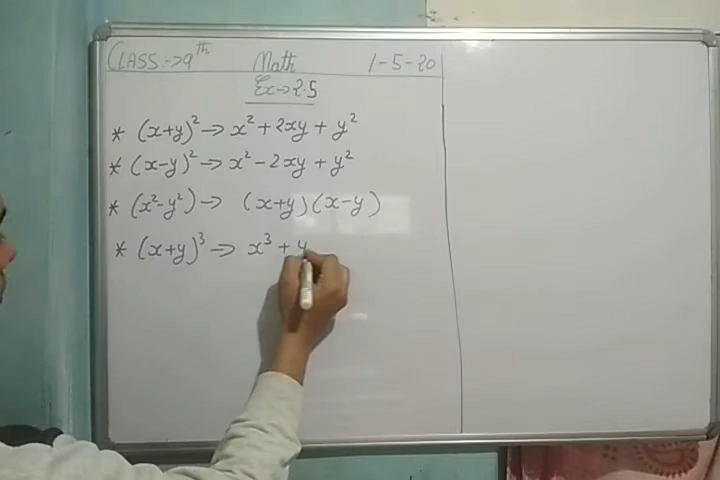 CLASS:->9th Math 1-5-20
Ex->2.5
* (x+y)² -> x² + 2xy + y²
* (x-y)² -> x² - 2xy + y²
* (x²-y²) -> (x+y)(x-y)
* (x+y)³ -> x³ + y